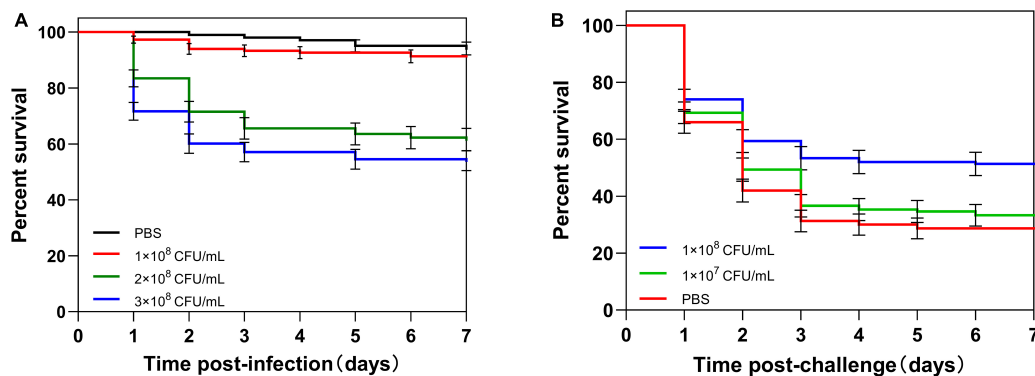 A
Percent survival
100
80
60
40
20
0
PBS
1×10⁸ CFU/mL
2×10⁸ CFU/mL
3×10⁸ CFU/mL
0 1 2 3 4 5 6 7
Time post-infection（days）
B
Percent survival
100
80
60
40
20
0
1×10⁸ CFU/mL
1×10⁷ CFU/mL
PBS
0 1 2 3 4 5 6 7
Time post-challenge（days）